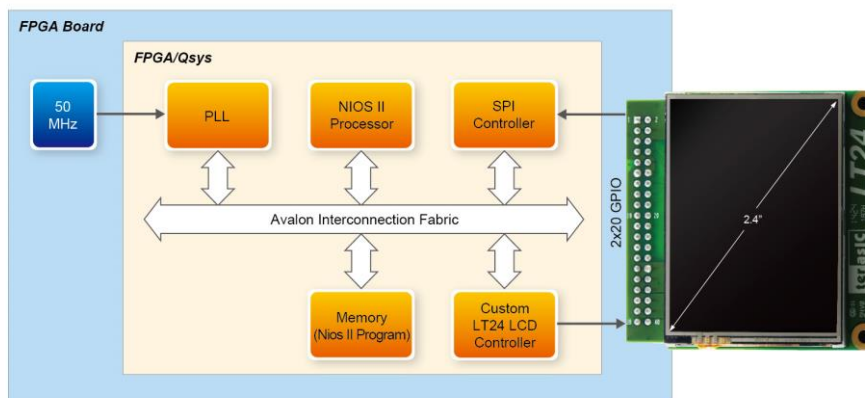 FPGA Board
FPGA/Qsys
50
MHz
PLL
NIOS II
Processor
SPI
Controller
Avalon Interconnection Fabric
Memory
(Nios II Program)
Custom
LT24 LCD
Controller
2x20 GPIO
2.4"
LT24
terasic